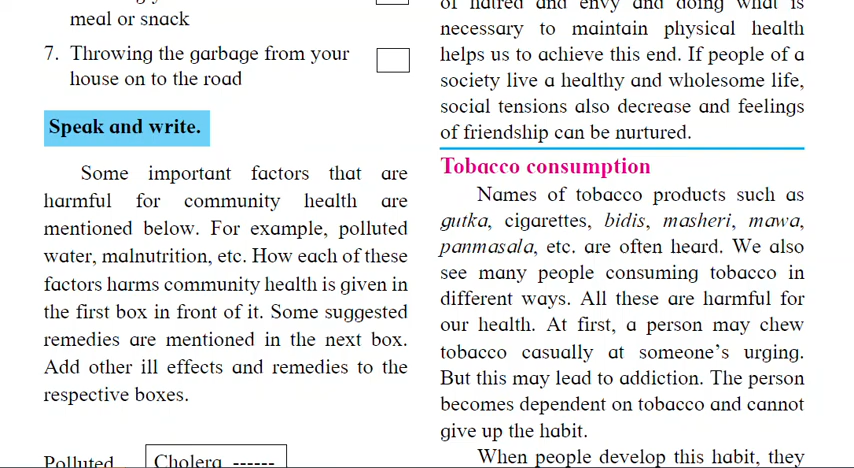 meal or snack
7. Throwing the garbage from your
house on to the road
Speak and write.
Some important factors that are
harmful for community health are
mentioned below. For example, polluted
water, malnutrition, etc. How each of these
factors harms community health is given in
the first box in front of it. Some suggested
remedies are mentioned in the next box.
Add other ill effects and remedies to the
respective boxes.
Polluted
Cholera ------
of hatred and envy and doing what is
necessary to maintain physical health
helps us to achieve this end. If people of a
society live a healthy and wholesome life,
social tensions also decrease and feelings
of friendship can be nurtured.
Tobacco consumption
Names of tobacco products such as
gutka, cigarettes, bidis, masheri, mawa,
panmasala, etc. are often heard. We also
see many people consuming tobacco in
different ways. All these are harmful for
our health. At first, a person may chew
tobacco casually at someone's urging.
But this may lead to addiction. The person
becomes dependent on tobacco and cannot
give up the habit.
When people develop this habit, they